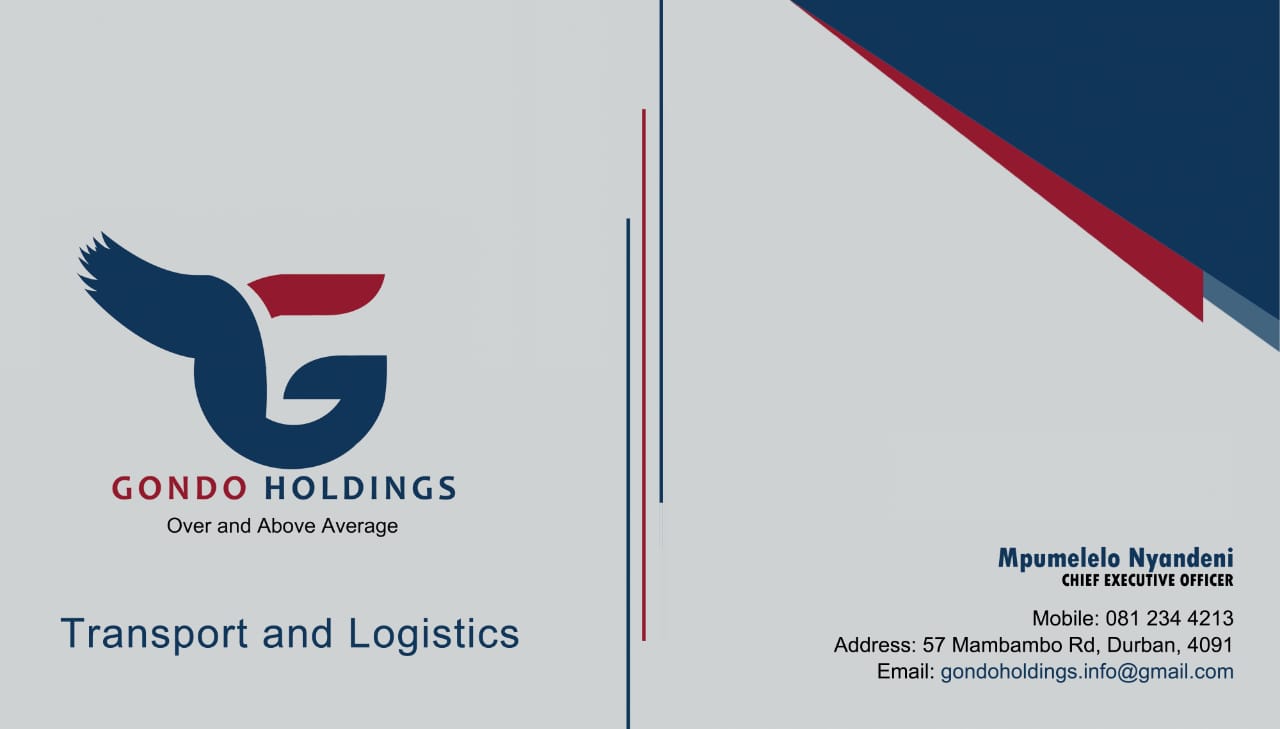 GONDO HOLDINGS
Over and Above Average
Transport and Logistics
Mpumelelo Nyandeni
CHIEF EXECUTIVE OFFICER
Mobile: 081 234 4213
Address: 57 Mambambo Rd, Durban, 4091
Email: gondoholdings.info@gmail.com